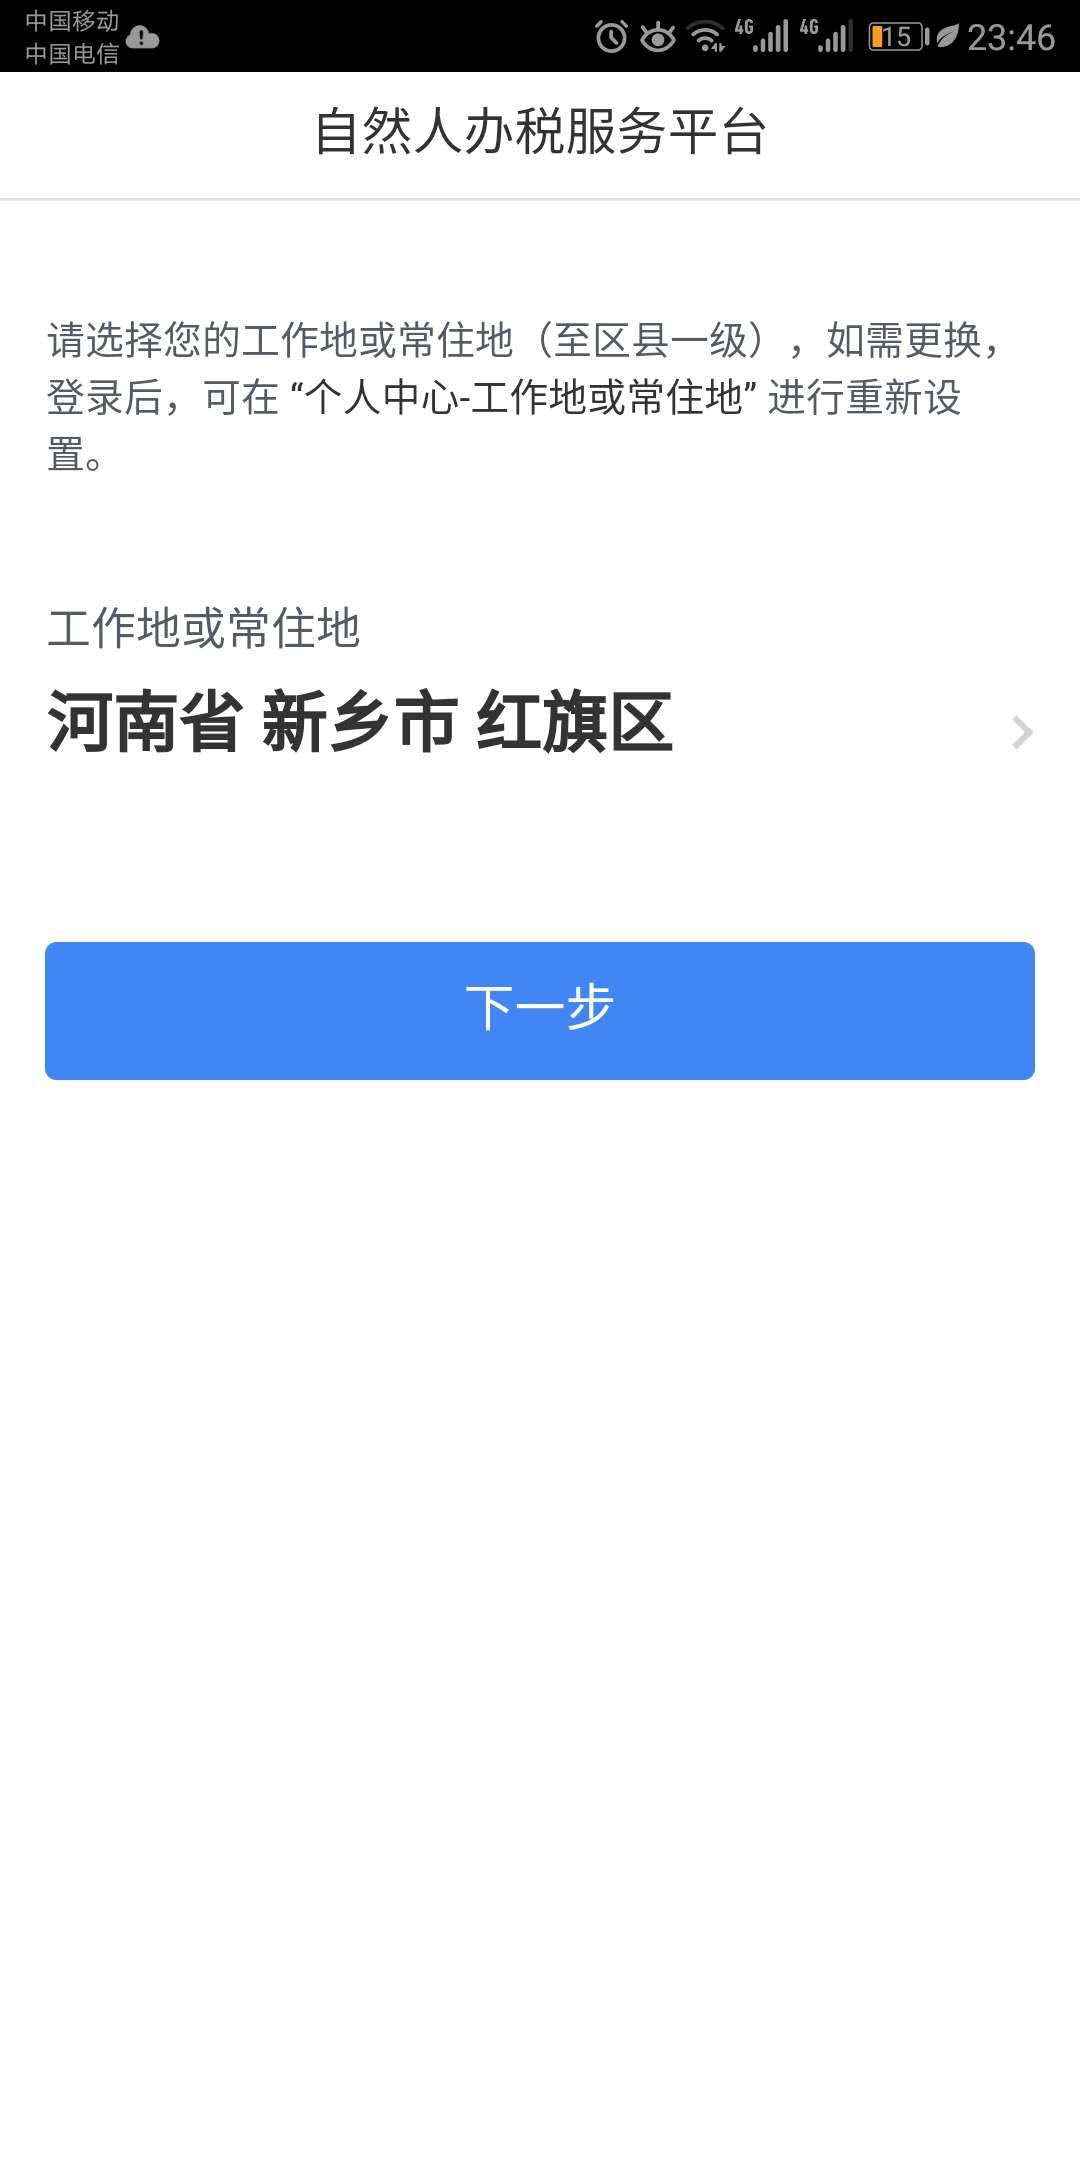 中国移动
中国电信
4G 4G 15 23:46
自然人办税服务平台
请选择您的工作地或常住地（至区县一级），如需更换，
登录后，可在 “个人中心-工作地或常住地” 进行重新设
置。
工作地或常住地
河南省 新乡市 红旗区
下一步